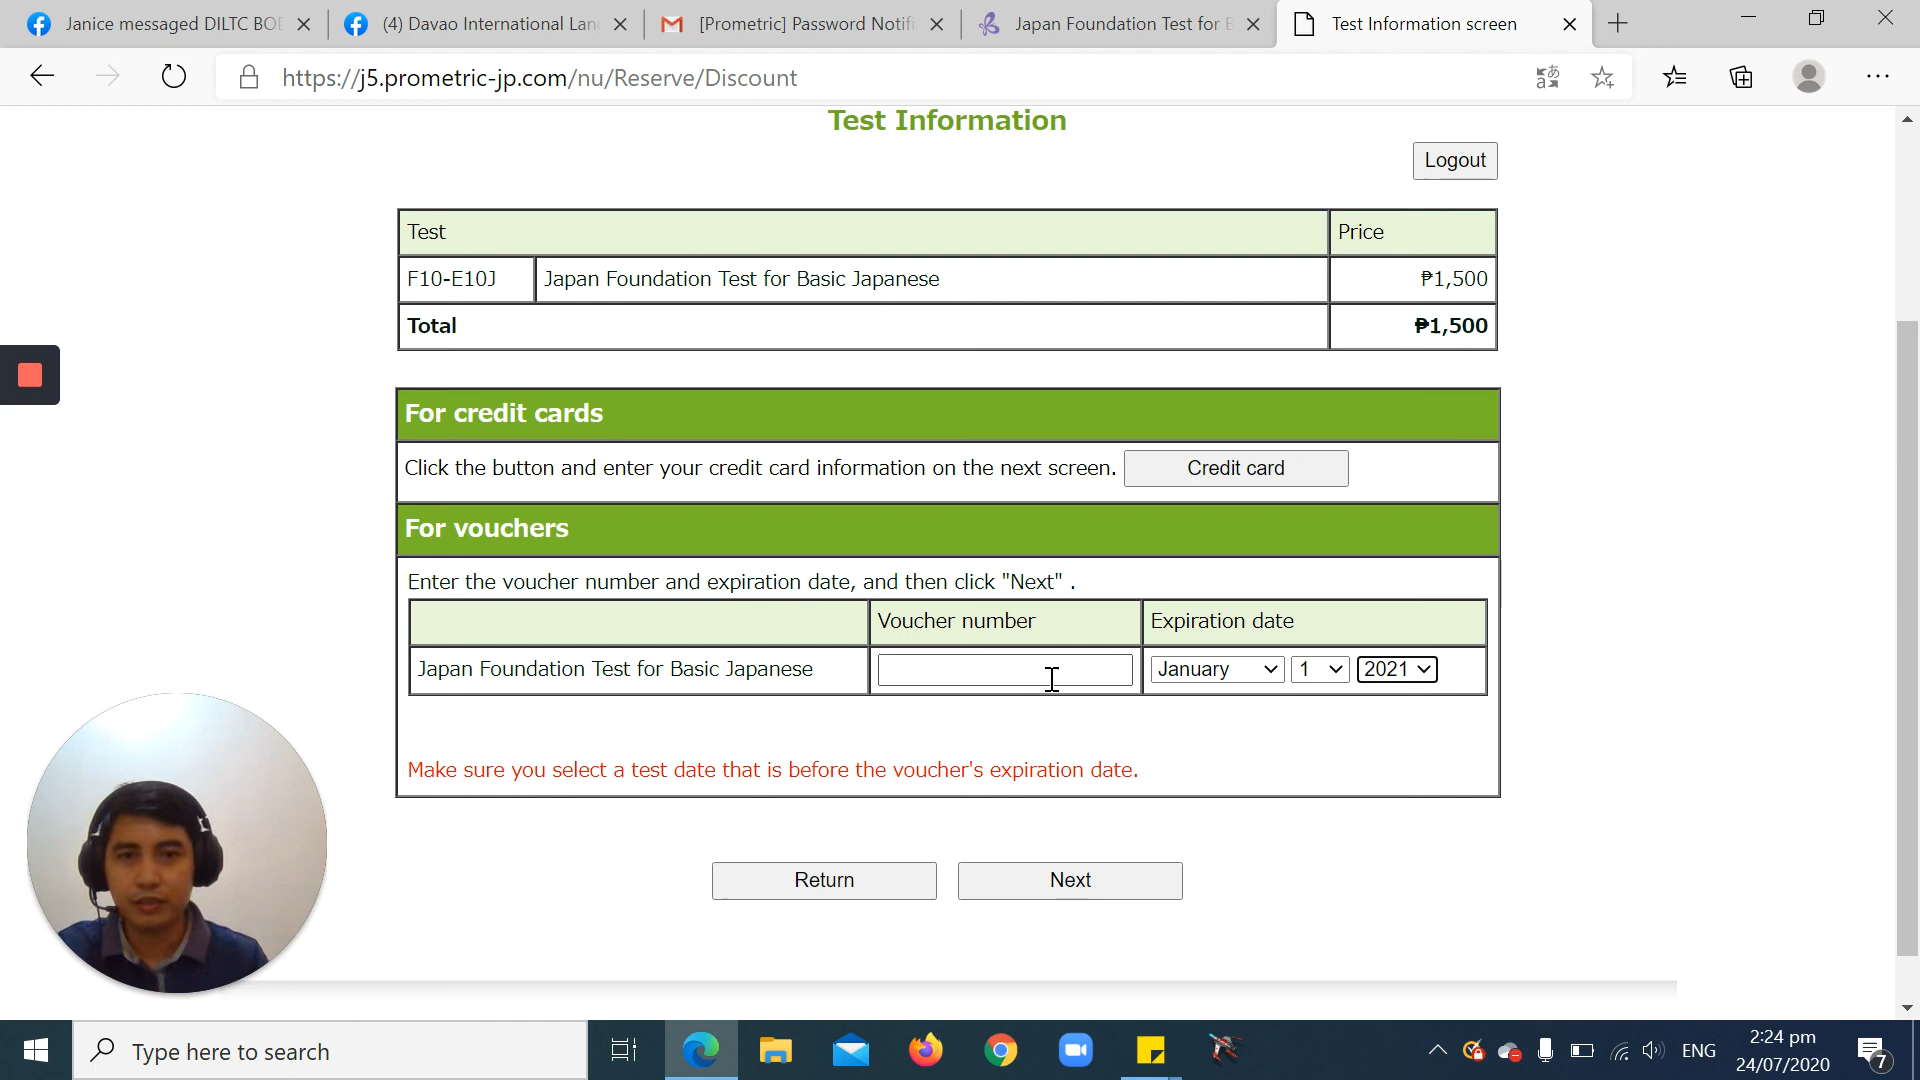 Janice messaged DILTC BOD
(4) Davao International Lan
[Prometric] Password Notifi
Japan Foundation Test for B
Test Information screen
https://j5.prometric-jp.com/nu/Reserve/Discount
Test Information
Logout
Test Price
F10-E10J Japan Foundation Test for Basic Japanese ₱1,500
Total ₱1,500
For credit cards
Click the button and enter your credit card information on the next screen. Credit card
For vouchers
Enter the voucher number and expiration date, and then click "Next" .
Voucher number Expiration date
Japan Foundation Test for Basic Japanese January 1 2021
Make sure you select a test date that is before the voucher's expiration date.
Return Next
Type here to search
ENG
2:24 pm
24/07/2020
7